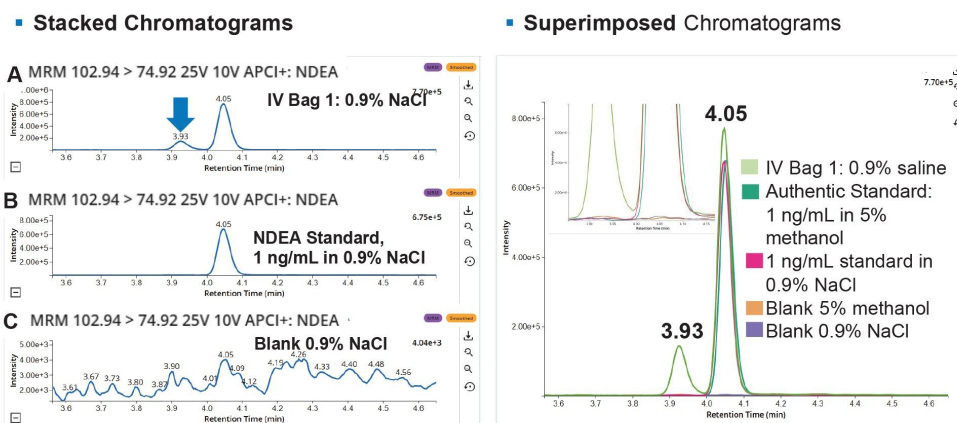 Stacked Chromatograms
Superimposed Chromatograms
A MRM 102.94 > 74.92 25V 10V APCI+: NDEA
MRM Smoothed
IV Bag 1: 0.9% NaCl
7.70e+5
.00e+6
8.00e+5
6.00e+5
4.00e+5
2.00e+5
Intensity
3.93
4.05
3.6 3.7 3.8 3.9 4.0 4.1 4.2 4.3 4.4 4.5 4.6
Retention Time (min)
B MRM 102.94 > 74.92 25V 10V APCI+: NDEA
MRM Smoothed
6.75e+5
8.00e+5
6.00e+5
4.00e+5
2.00e+5
Intensity
4.05
NDEA Standard,
1 ng/mL in 0.9% NaCl
3.6 3.7 3.8 3.9 4.0 4.1 4.2 4.3 4.4 4.5 4.6
Retention Time (min)
C MRM 102.94 > 74.92 25V 10V APCI+: NDEA
MRM Smoothed
Blank 0.9% NaCl
4.04e+3
5.00e+3
4.00e+3
3.00e+3
2.00e+3
Intensity
3.61 3.67 3.73 3.80 3.87 3.90 4.01 4.05 4.09 4.12 4.19 4.26 4.33 4.40 4.48 4.56
3.6 3.7 3.8 3.9 4.0 4.1 4.2 4.3 4.4 4.5 4.6
Retention Time (min)
7.70e+5
8.00e+5
6.00e+5
4.00e+5
2.00e+5
Intensity
Retention Time (min)
4.05
3.93
IV Bag 1: 0.9% saline
Authentic Standard:
1 ng/mL in 5%
methanol
1 ng/mL standard in
0.9% NaCl
Blank 5% methanol
Blank 0.9% NaCl
3.6 3.7 3.8 3.9 4.0 4.1 4.2 4.3 4.4 4.5 4.6
Retention Time (min)